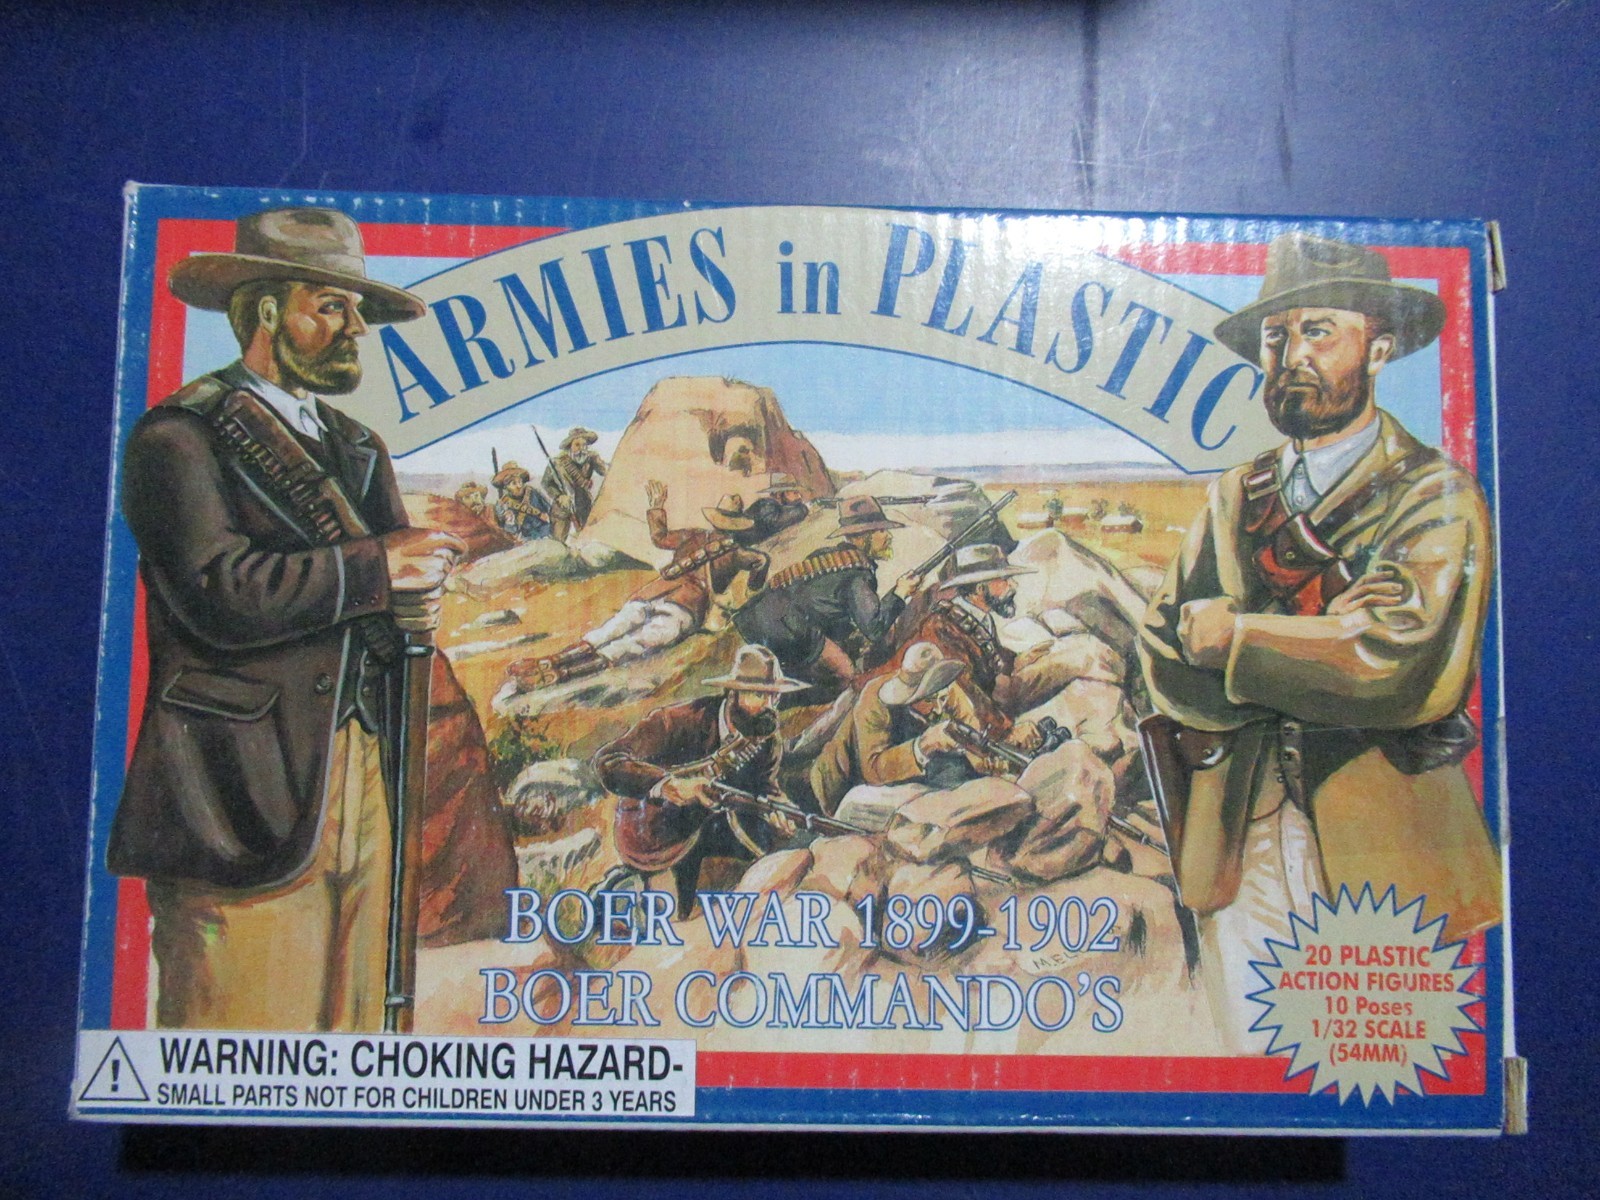 ARMIES in PLASTIC
BOER WAR 1899-1902
BOER COMMANDO'S
20 PLASTIC
ACTION FIGURES
10 Poses
1/32 SCALE
(54MM)
WARNING: CHOKING HAZARD-
SMALL PARTS NOT FOR CHILDREN UNDER 3 YEARS